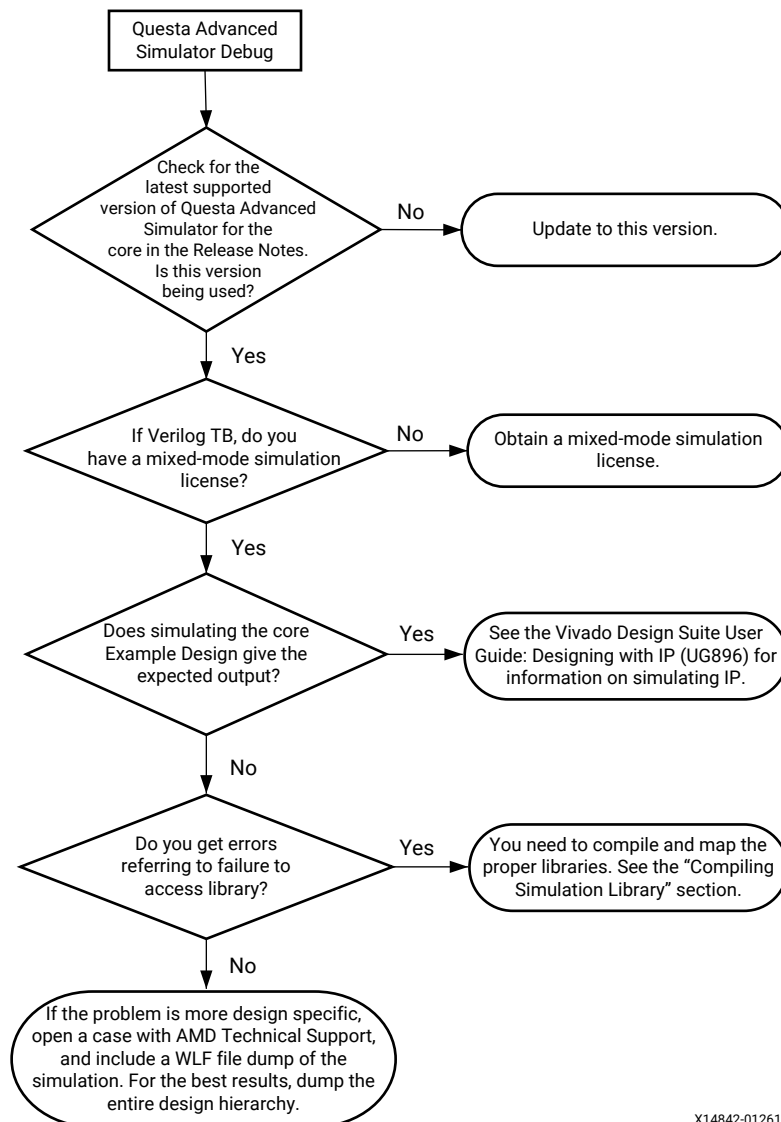 Questa Advanced
Simulator Debug
Check for the
latest supported
version of Questa Advanced
Simulator for the
core in the Release Notes.
Is this version
being used?
No
Update to this version.
Yes
If Verilog TB, do you
have a mixed-mode simulation
license?
No
Obtain a mixed-mode simulation
license.
Yes
Does simulating the core
Example Design give the
expected output?
Yes
See the Vivado Design Suite User
Guide: Designing with IP (UG896) for
information on simulating IP.
No
Do you get errors
referring to failure to
access library?
Yes
You need to compile and map the
proper libraries. See the “Compiling
Simulation Library” section.
No
If the problem is more design specific,
open a case with AMD Technical Support,
and include a WLF file dump of the
simulation. For the best results, dump the
entire design hierarchy.
X14842-01261